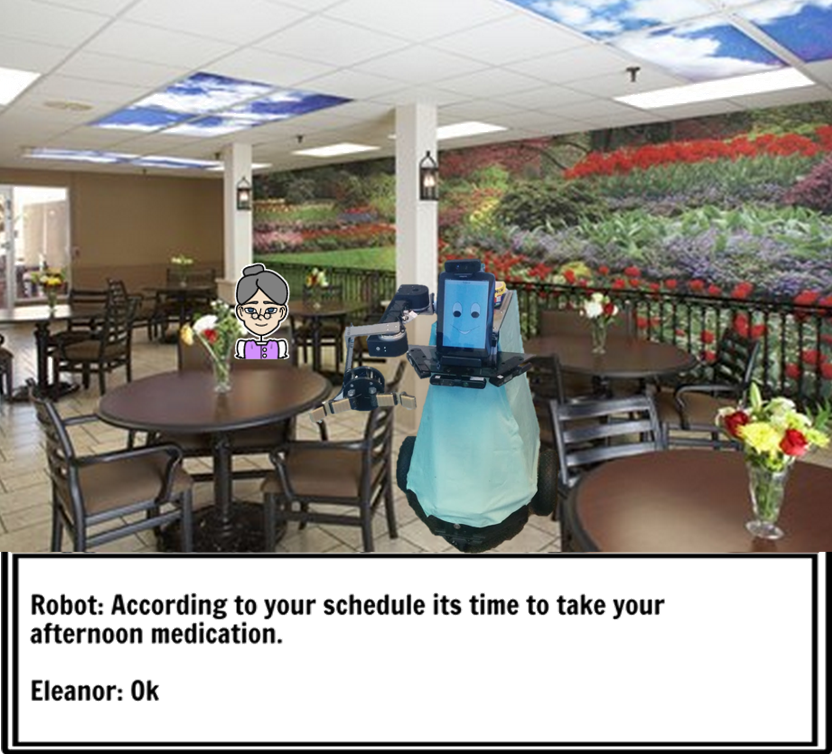 Robot: According to your schedule its time to take your
afternoon medication.
Eleanor: Ok